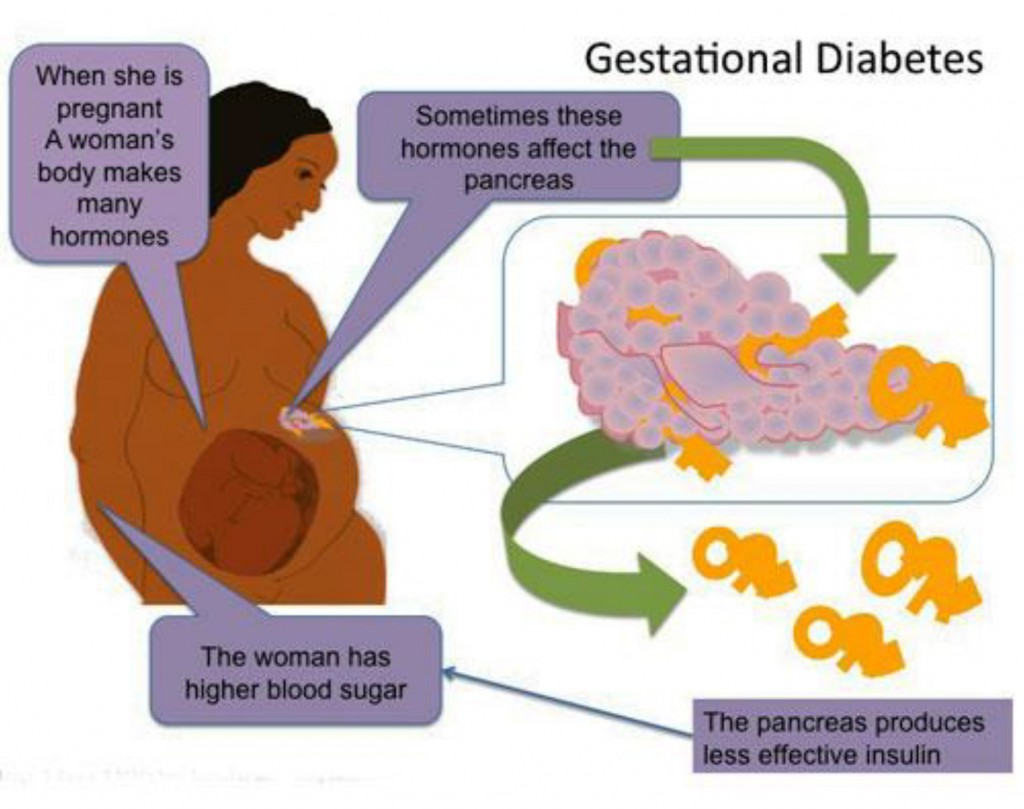 Gestational Diabetes
When she is
pregnant
A woman's
body makes
many
hormones
Sometimes these
hormones affect the
pancreas
The woman has
higher blood sugar
The pancreas produces
less effective insulin